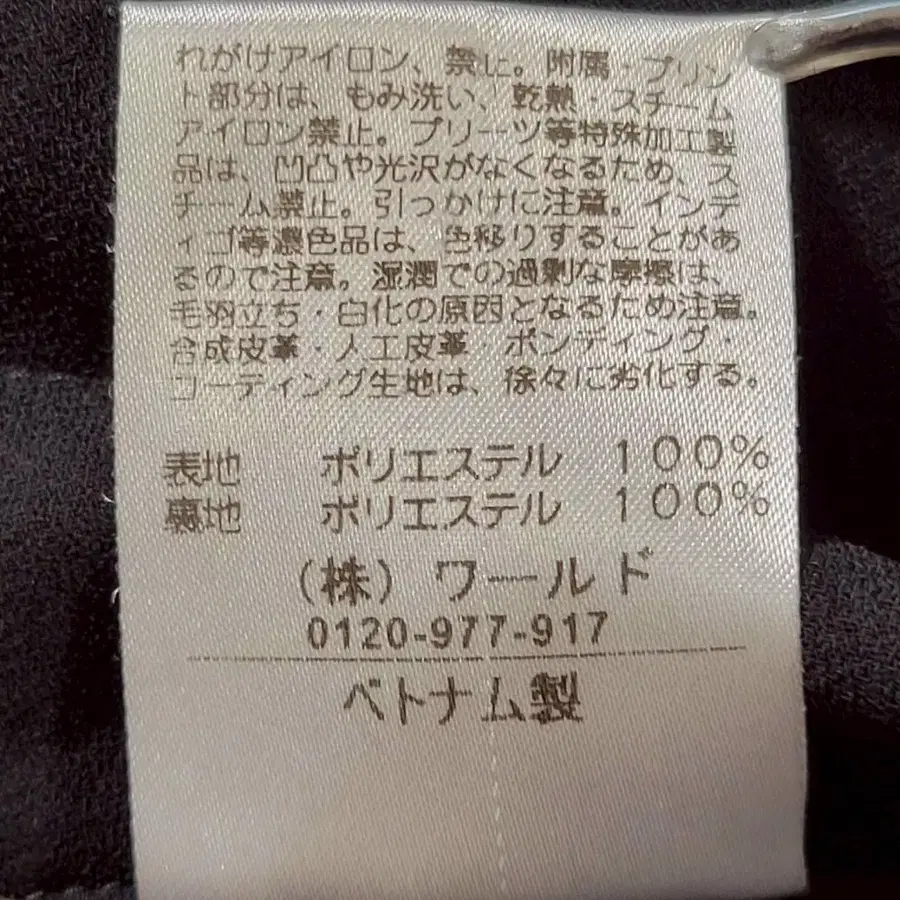 れがけアイロン、禁止。附属・プリン
ト部分は、もみ洗い、乾熱・スチーム
アイロン禁止。プリーツ等特殊加工製
品は、凹凸や光沢がなくなるため、ス
チーム禁止。引っかけに注意。インデ
ィゴ等濃色品は、色移りすることがあ
るので注意。湿潤での過剰な摩擦は、
毛羽立ち・白化の原因となるため注意。
合成皮革・人工皮革・ボンディング・
コーティング生地は、徐々に劣化する。
表地 ポリエステル 100%
裏地 ポリエステル 100%
(株) ワールド
0120-977-917
ベトナム製